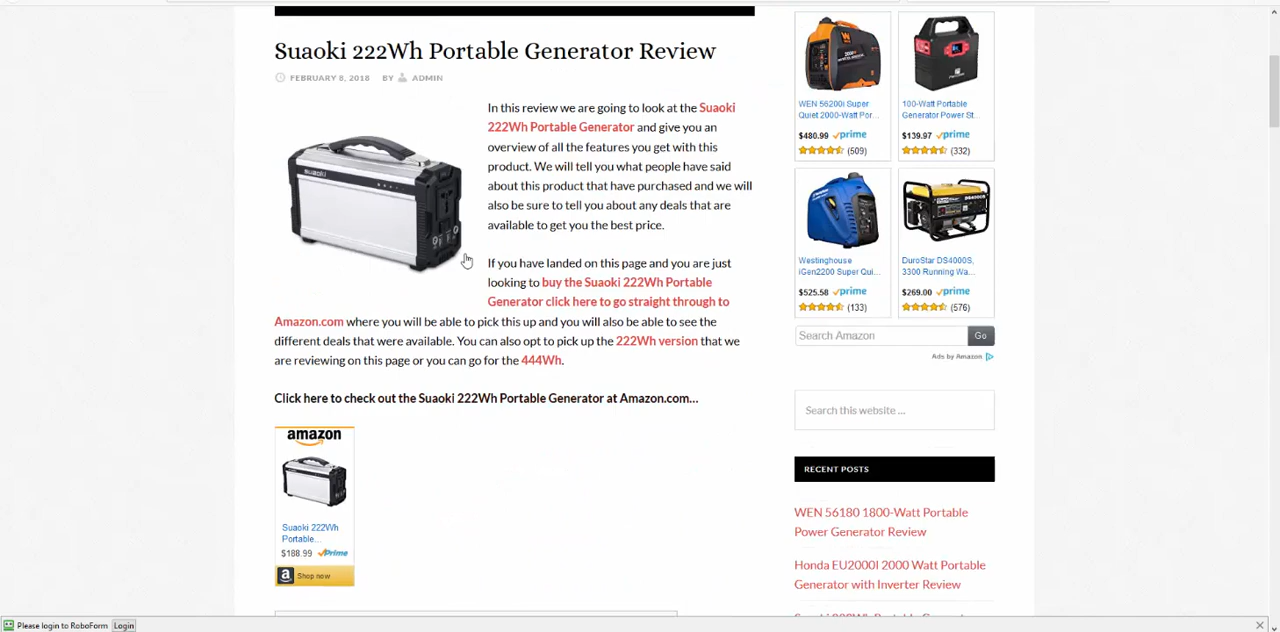 Suaoki 222Wh Portable Generator Review
FEBRUARY 8, 2018 BY ADMIN
suaoki
In this review we are going to look at the Suaoki
222Wh Portable Generator and give you an
overview of all the features you get with this
product. We will tell you what people have said
about this product that have purchased and we will
also be sure to tell you about any deals that are
available to get you the best price.
If you have landed on this page and you are just
looking to buy the Suaoki 222Wh Portable
Generator click here to go straight through to
Amazon.com where you will be able to pick this up and you will also be able to see the
different deals that were available. You can also opt to pick up the 222Wh version that we
are reviewing on this page or you can go for the 444Wh.
Click here to check out the Suaoki 222Wh Portable Generator at Amazon.com...
amazon
Suaoki 222Wh
Portable...
$188.99 Prime
a Shop now
WEN 56200i Super
Quiet 2000-Watt Por...
$480.99 prime
(509)
100-Watt Portable
Generator Power St...
$139.97 prime
(332)
Westinghouse
iGen2200 Super Qui...
$525.58 prime
(133)
DuroStar DS4000S,
3300 Running Wa...
$269.00 prime
(576)
Search Amazon Go
Ads by Amazon
Search this website ...
RECENT POSTS
WEN 56180 1800-Watt Portable
Power Generator Review
Honda EU2000I 2000 Watt Portable
Generator with Inverter Review
Please login to RoboForm Login